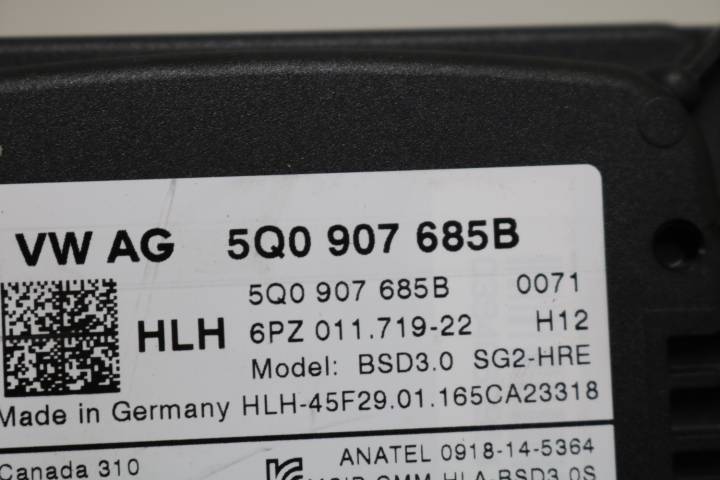 VW AG 5Q0 907 685B
5Q0 907 685B 0071
HLH 6PZ 011.719-22 H12
Model: BSD3.0 SG2-HRE
Made in Germany HLH-45F29.01.165CA23318
Canada 310 ANATEL 0918-14-5364